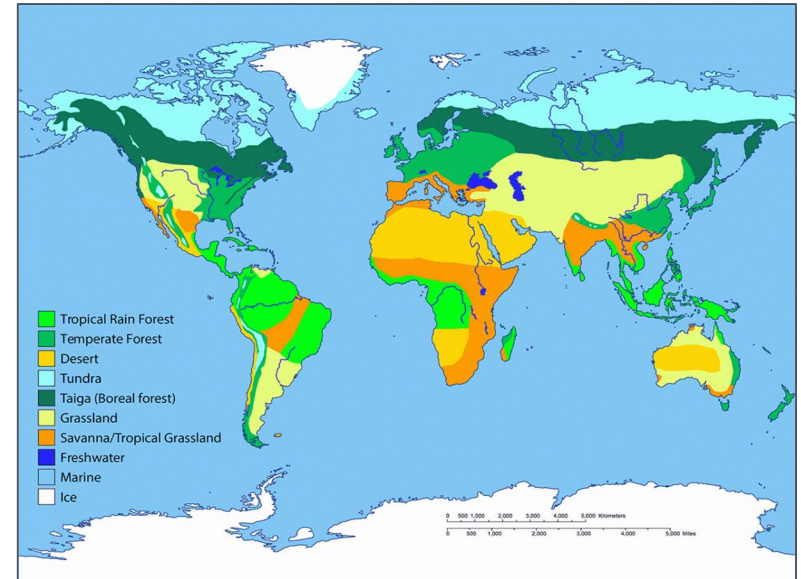 Tropical Rain Forest
Temperate Forest
Desert
Tundra
Taiga (Boreal forest)
Grassland
Savanna/Tropical Grassland
Freshwater
Marine
Ice
0 500 1,000 2,000 3,000 4,000 5,000 Kilometers
0 500 1,000 2,000 3,000 4,000 5,000 Miles